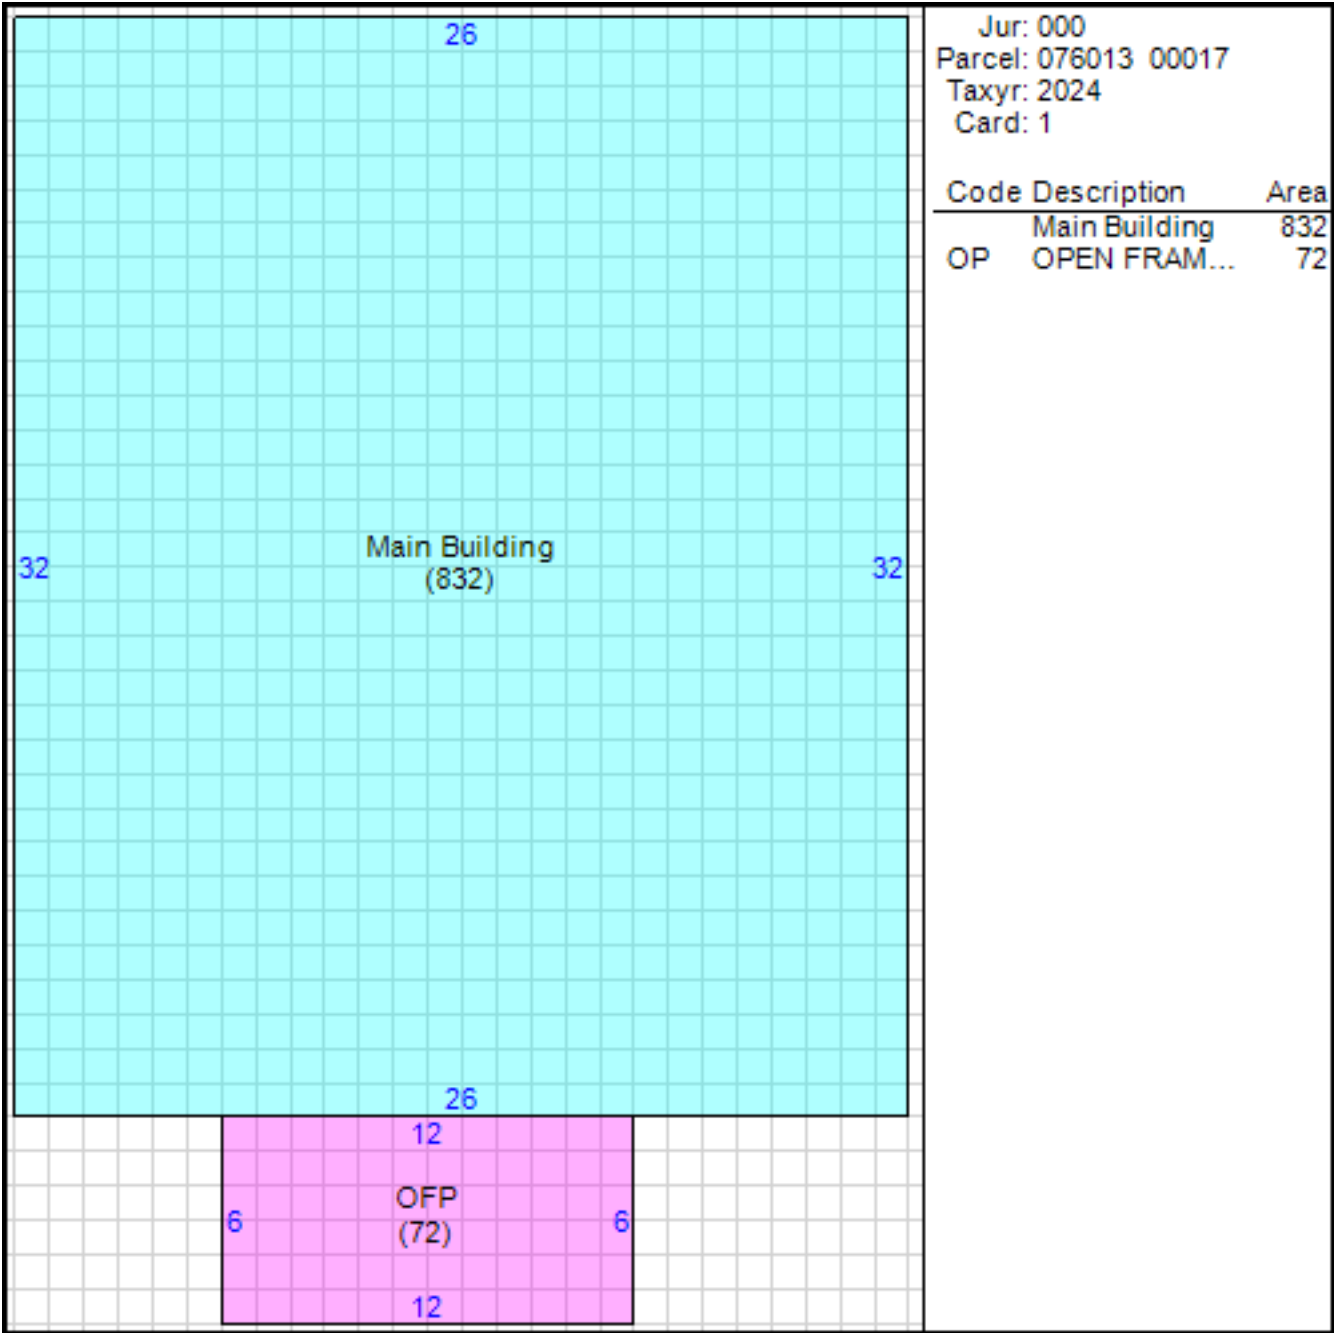 26
32
Main Building
(832)
32
26
12
OFP
(72)
6
6
12
Jur: 000
Parcel: 076013 00017
Taxyr: 2024
Card: 1
Code Description Area
Main Building 832
OP OPEN FRAM... 72